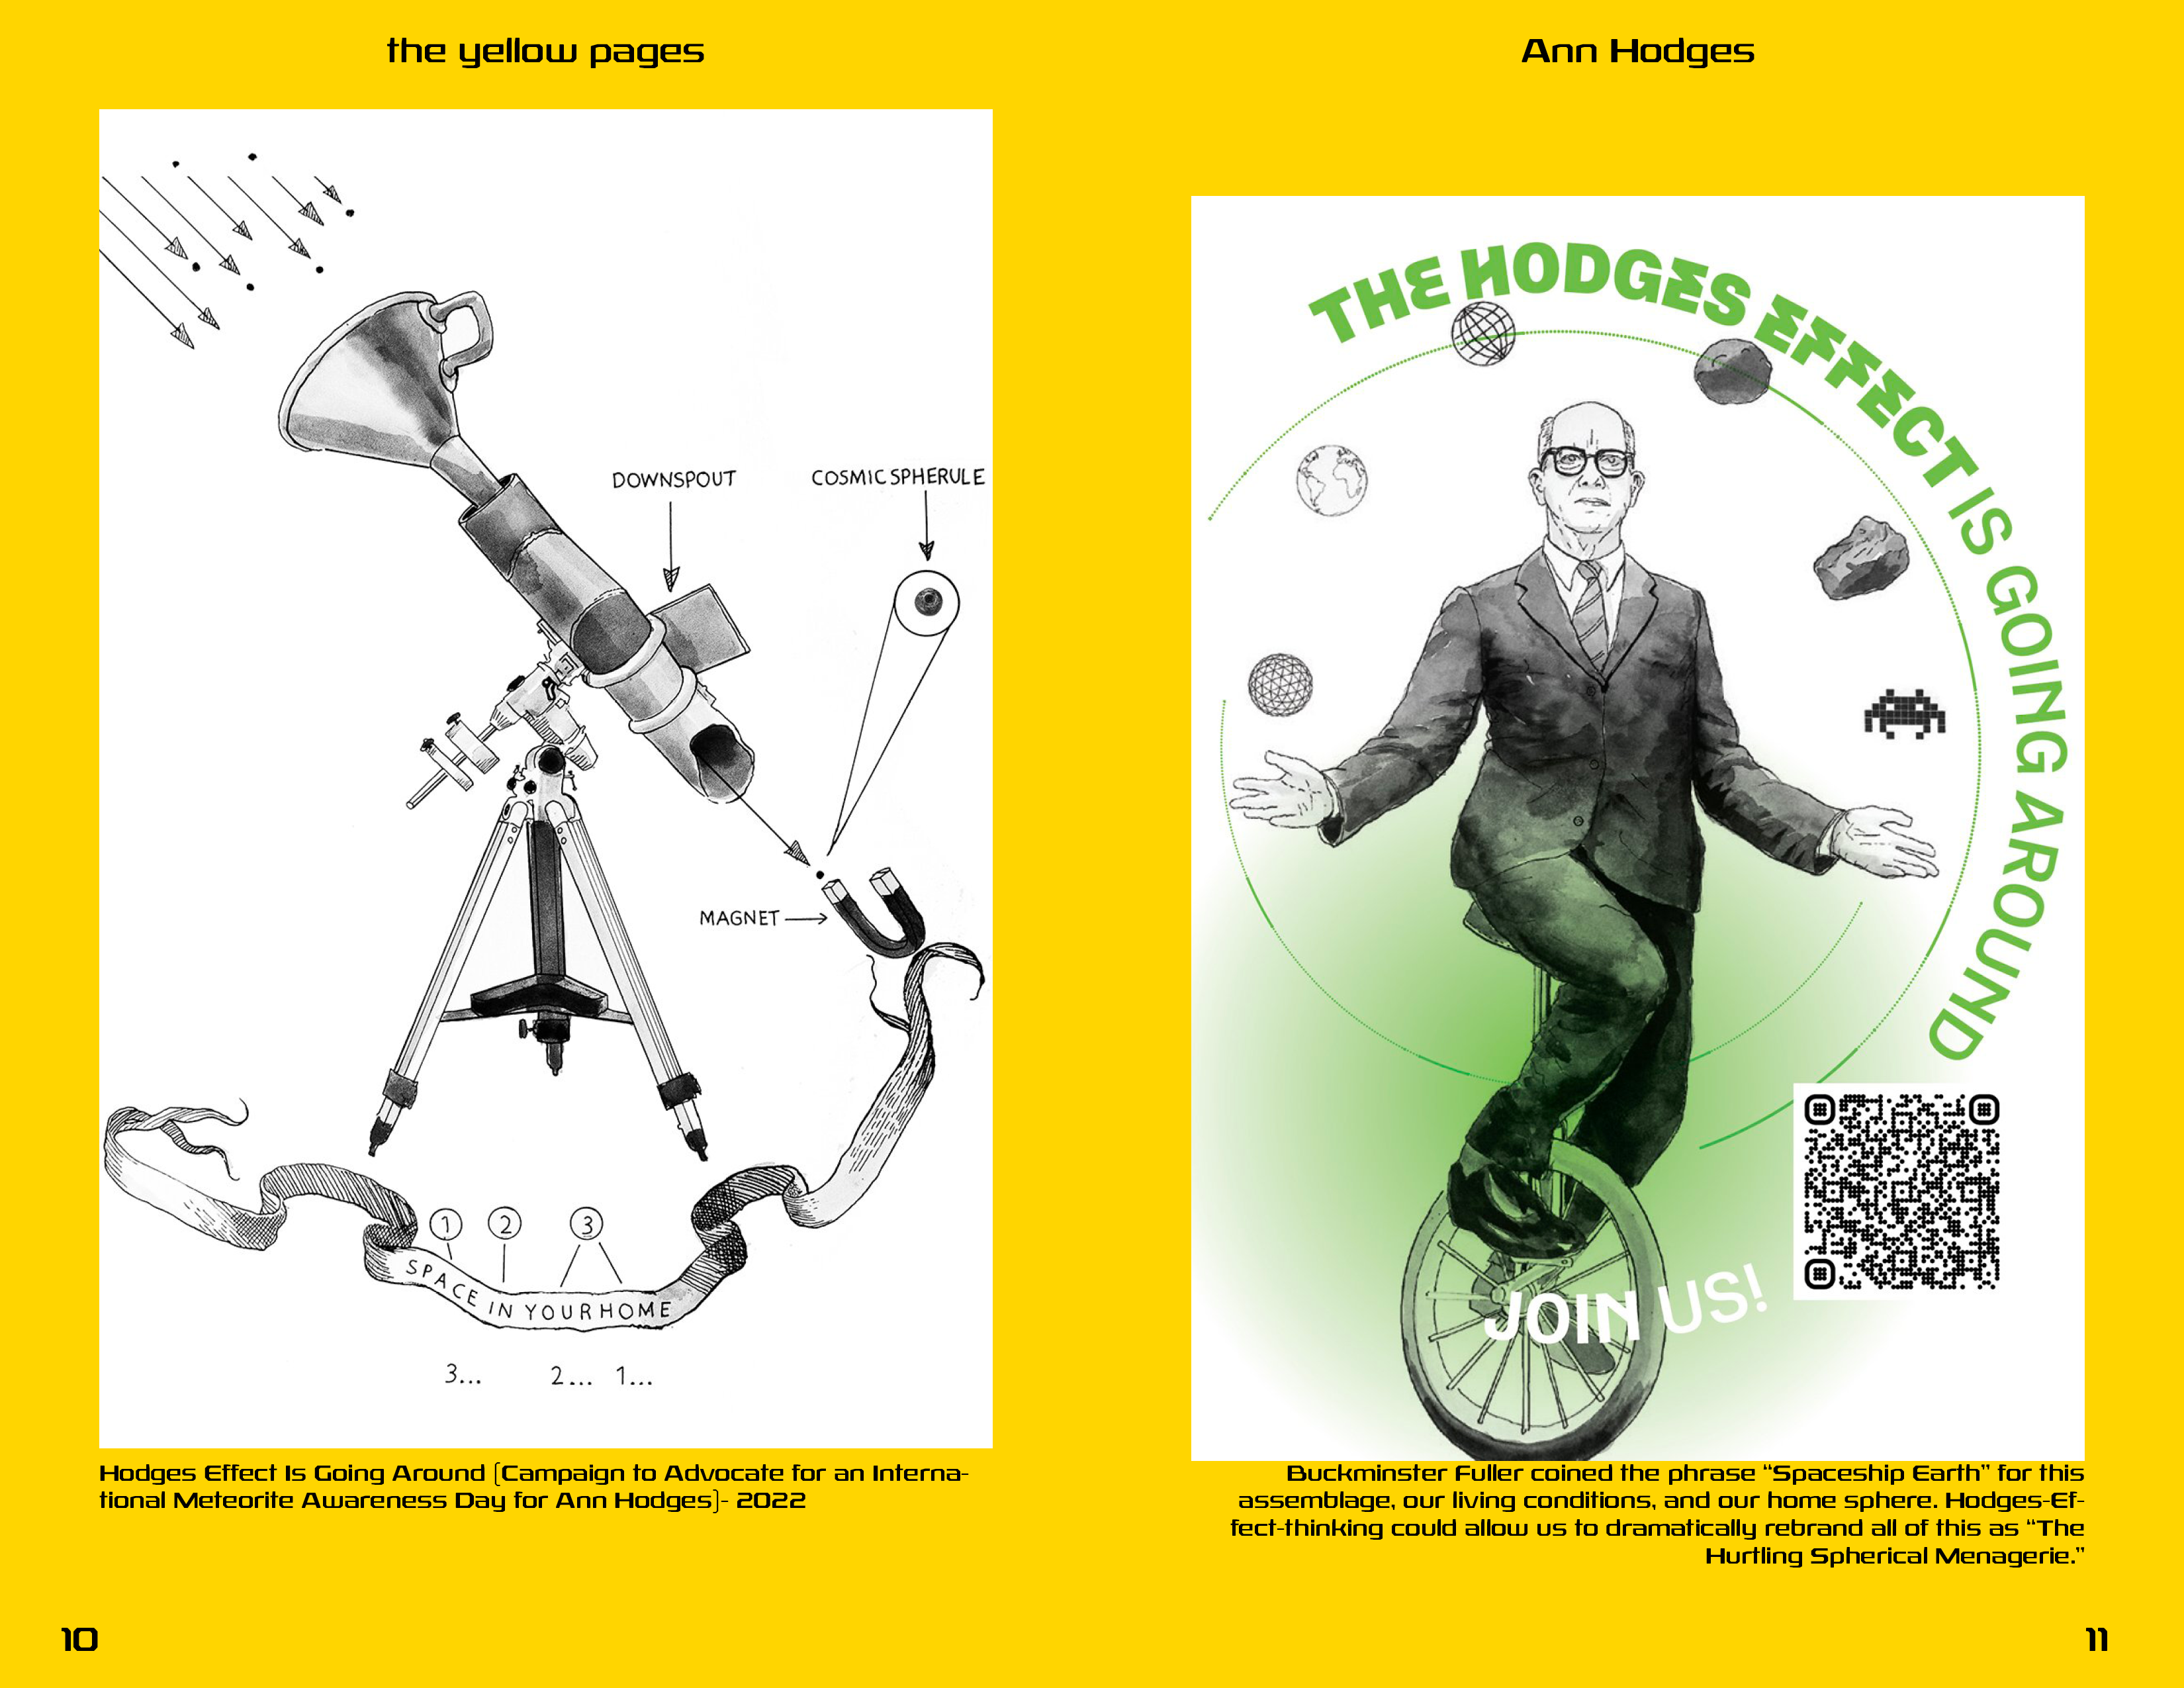 the yellow pages
DOWNSPOUT
COSMIC SPHERULE
MAGNET
1 2 3
SPACE IN YOUR HOME
3... 2... 1...
Hodges Effect Is Going Around (Campaign to Advocate for an Interna-
tional Meteorite Awareness Day for Ann Hodges)- 2022
10
Ann Hodges
THE HODGES EFFECT IS GOING AROUND
JOIN US!
Buckminster Fuller coined the phrase “Spaceship Earth” for this
assemblage, our living conditions, and our home sphere. Hodges-Ef-
fect-thinking could allow us to dramatically rebrand all of this as “The
Hurtling Spherical Menagerie.”
11